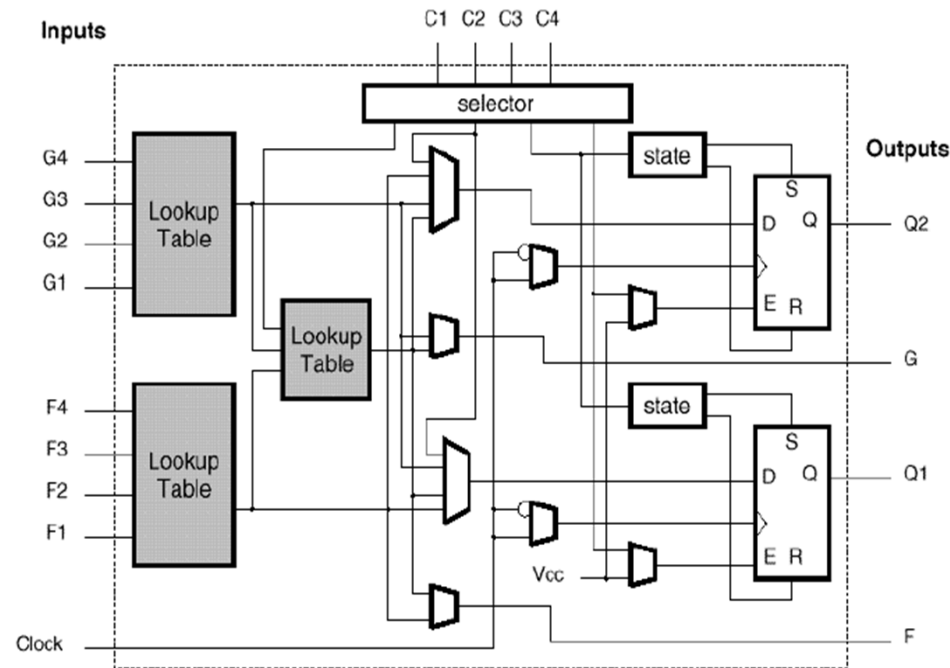 C1 C2 C3 C4
Inputs
selector
G4
G3
G2
G1
Lookup
Table
state
Outputs
S
D Q
E R
Q2
Lookup
Table
G
F4
F3
F2
F1
Lookup
Table
state
S
D Q
E R
Q1
Vcc
Clock
F